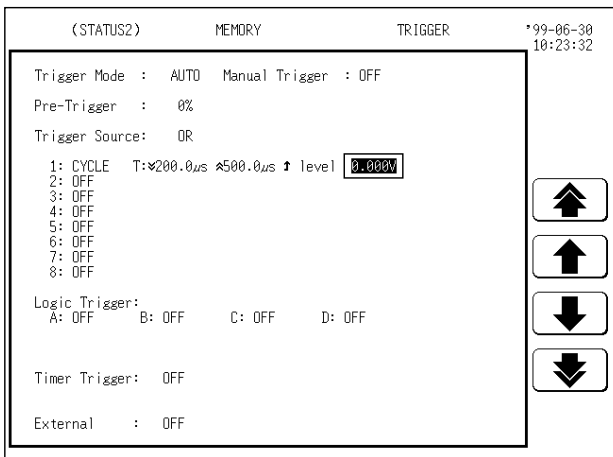 (STATUS2) MEMORY TRIGGER '99-06-30
10:23:32
Trigger Mode : AUTO Manual Trigger : OFF
Pre-Trigger : 0%
Trigger Source: OR
1: CYCLE T:⩔200.0µs ⩓500.0µs ↑ level 0.000V
2: OFF
3: OFF
4: OFF
5: OFF
6: OFF
7: OFF
8: OFF
Logic Trigger:
A: OFF B: OFF C: OFF D: OFF
Timer Trigger: OFF
External : OFF